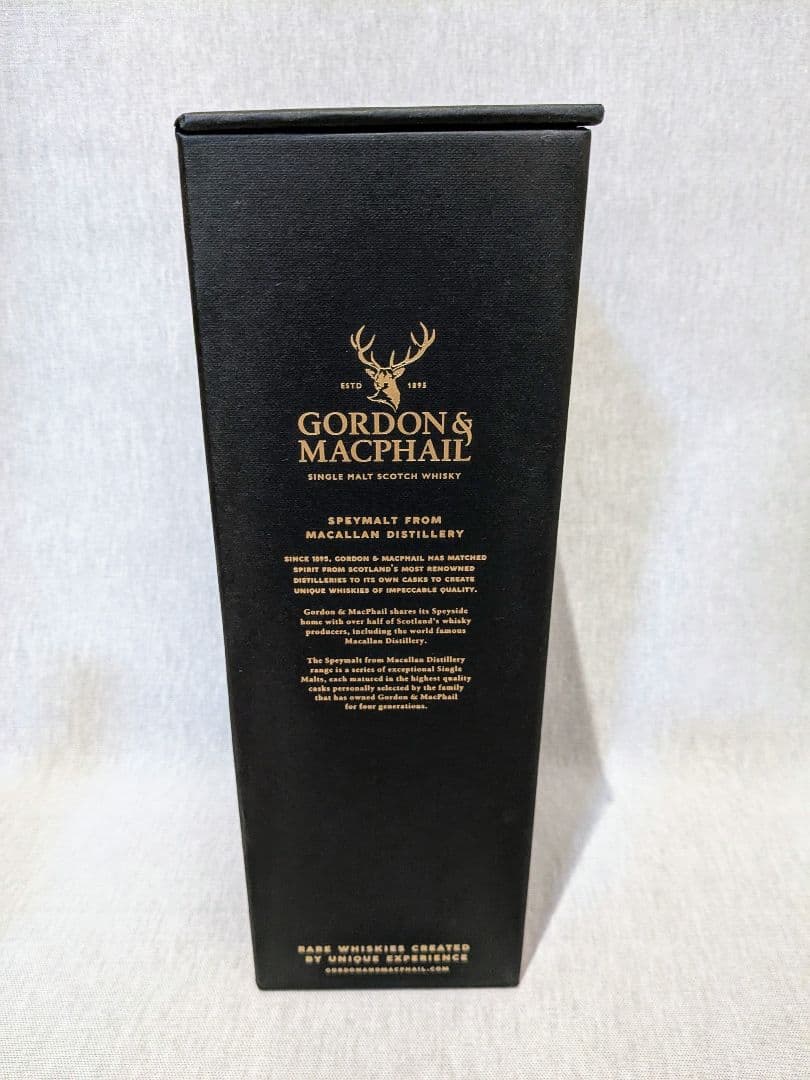 ESTD 1895
GORDON &
MACPHAIL
SINGLE MALT SCOTCH WHISKY
SPEYMALT FROM
MACALLAN DISTILLERY
SINCE 1895, GORDON & MACPHAIL HAS MATCHED
SPIRIT FROM SCOTLAND'S MOST RENOWNED
DISTILLERIES TO ITS OWN CASKS TO CREATE
UNIQUE WHISKIES OF IMPECCABLE QUALITY.
Gordon & MacPhail shares its Speyside
home with over half of Scotland's whisky
producers, including the world famous
Macallan Distillery.
The Speymalt from Macallan Distillery
range is a series of exceptional Single
Malts, each matured in the highest quality
casks personally selected by the family
that has owned Gordon & MacPhail
for four generations.
RARE WHISKIES CREATED
BY UNIQUE EXPERIENCE
GORDONANDMACPHAIL.COM